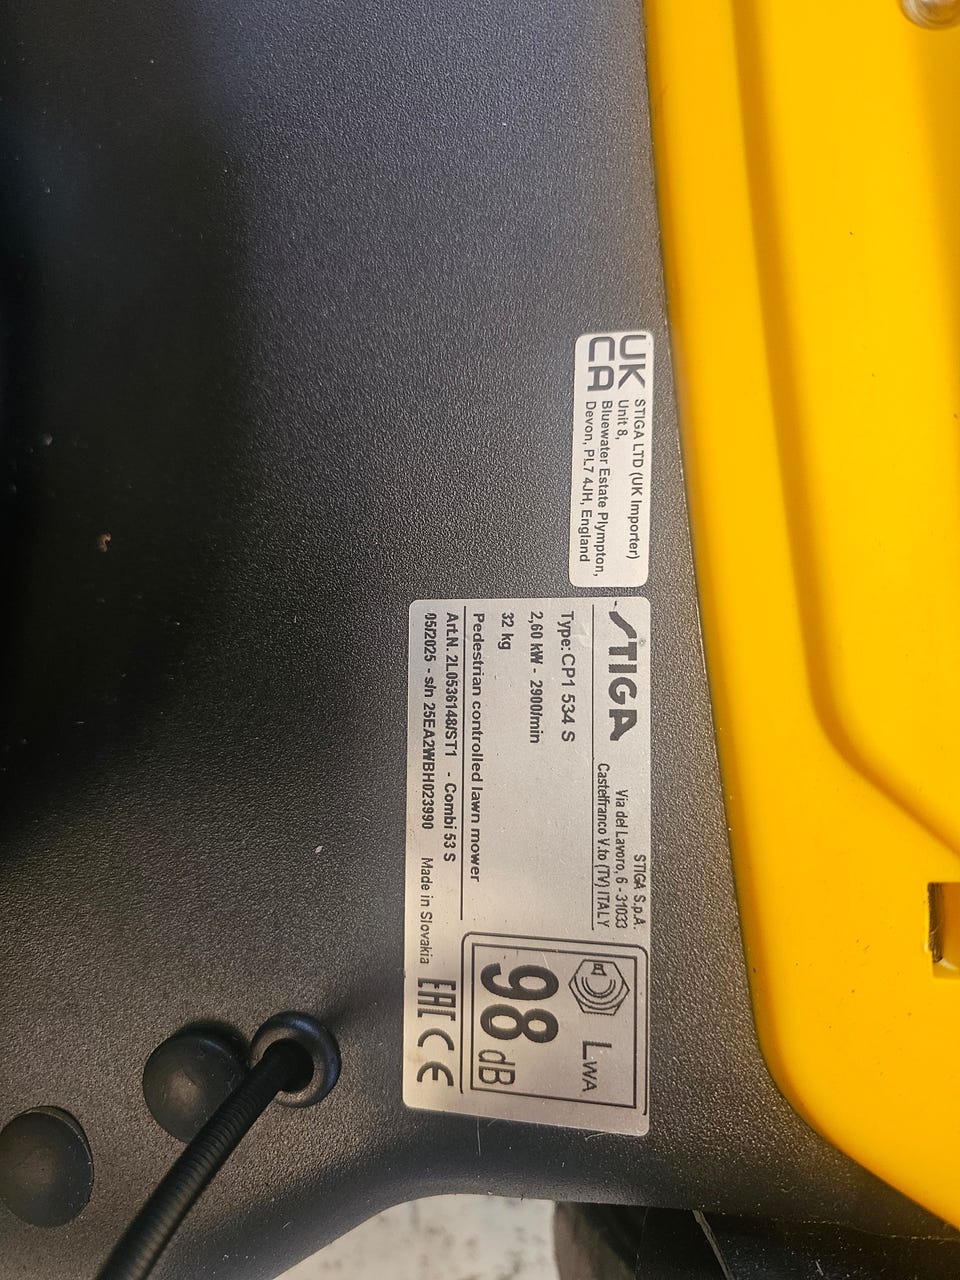 UK
CA
STIGA LTD (UK Importer)
Unit 8,
Bluewater Estate Plympton,
Devon, PL7 4JH, England
STIGA®
STIGA S.p.A.
Via del Lavoro, 6 - 31033
Castelfranco V.to (TV) ITALY
Type: CP1 534 S
2,60 kW - 2900/min
32 kg
LWA
98 dB
Pedestrian controlled lawn mower
Art.N. 2L0536148/ST1 - Combi 53 S
05/2025 - s/n 25EA2WBH023990 Made in Slovakia
EAC CE